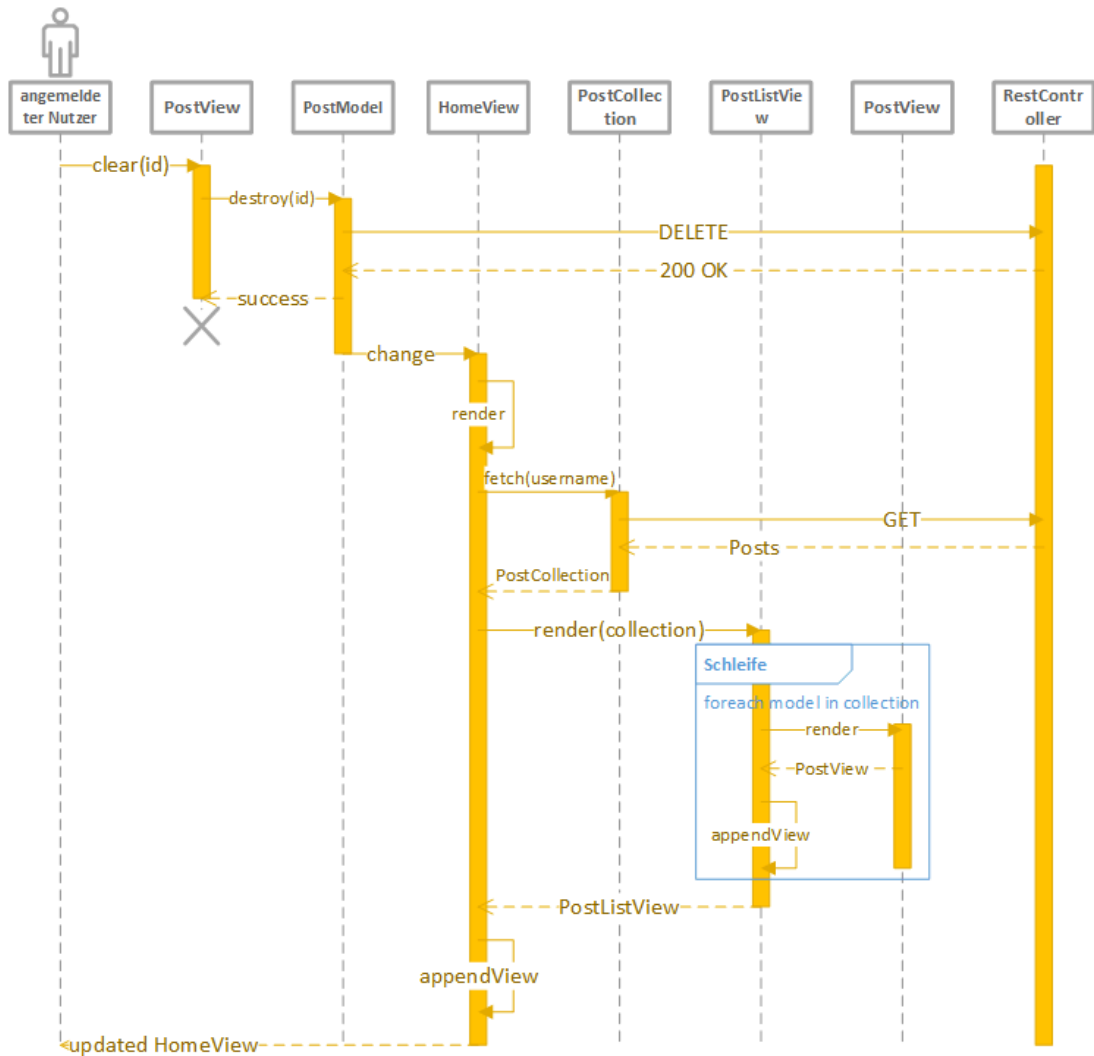 angemelde
ter Nutzer
PostView
PostModel
HomeView
PostCollec
tion
PostListVie
w
PostView
RestContr
oller
clear(id)
destroy(id)
DELETE
200 OK
success
change
render
fetch(username)
GET
Posts
PostCollection
render(collection)
Schleife
foreach model in collection
render
PostView
appendView
PostListView
appendView
updated HomeView